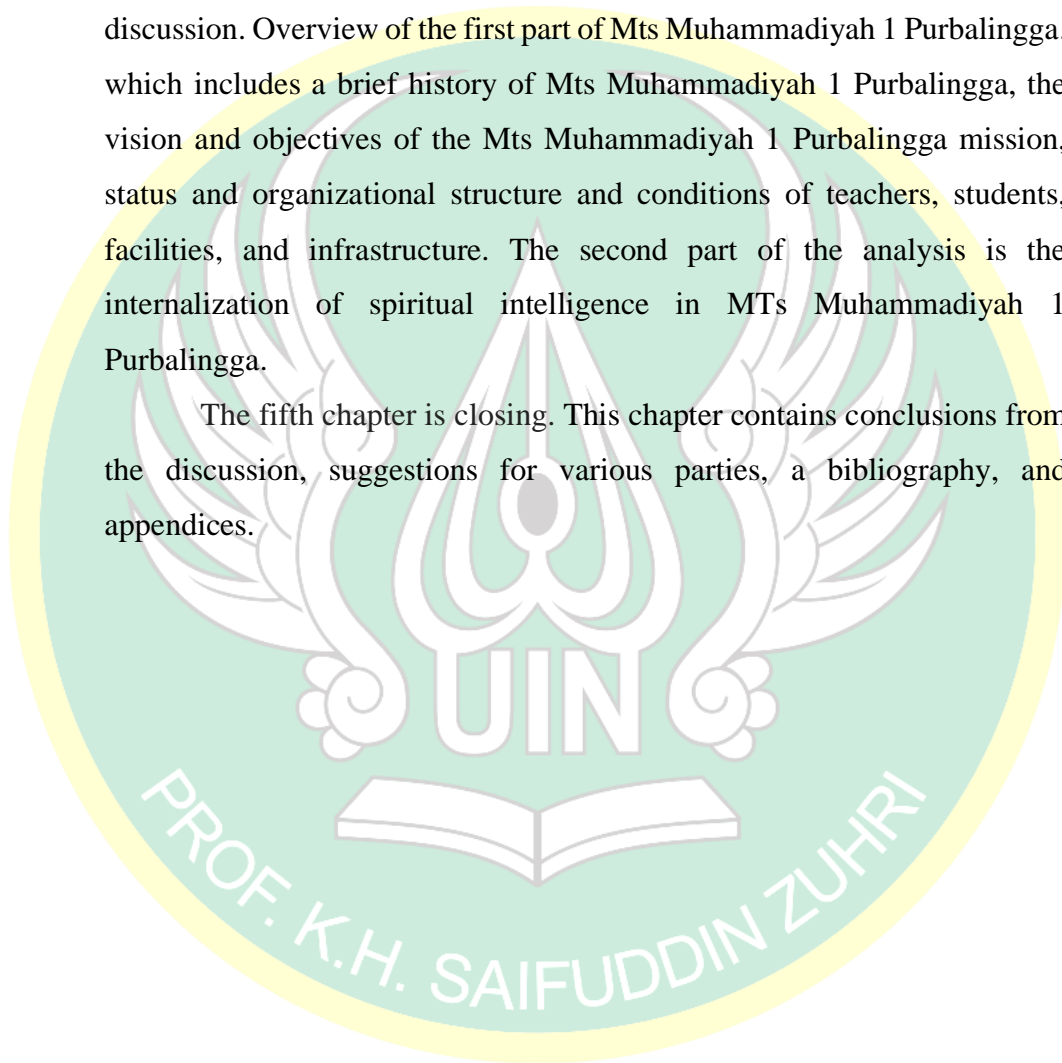 discussion. Overview of the first part of Mts Muhammadiyah 1 Purbalingga.
which includes a brief history of Mts Muhammadiyah 1 Purbalingga, the
vision and objectives of the Mts Muhammadiyah 1 Purbalingga mission,
status and organizational structure and conditions of teachers, students,
facilities, and infrastructure. The second part of the analysis is the
internalization of spiritual intelligence in MTs Muhammadiyah 1
Purbalingga.
The fifth chapter is closing. This chapter contains conclusions from
the discussion, suggestions for various parties, a bibliography, and
appendices.
UIN
PROF. K.H. SAIFUDDIN ZUHRI